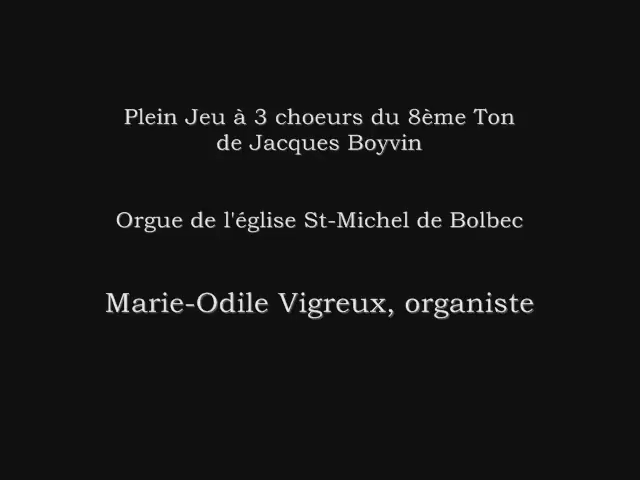 Plein Jeu à 3 choeurs du 8ème Ton
de Jacques Boyvin
Orgue de l'église St-Michel de Bolbec
Marie-Odile Vigreux, organiste